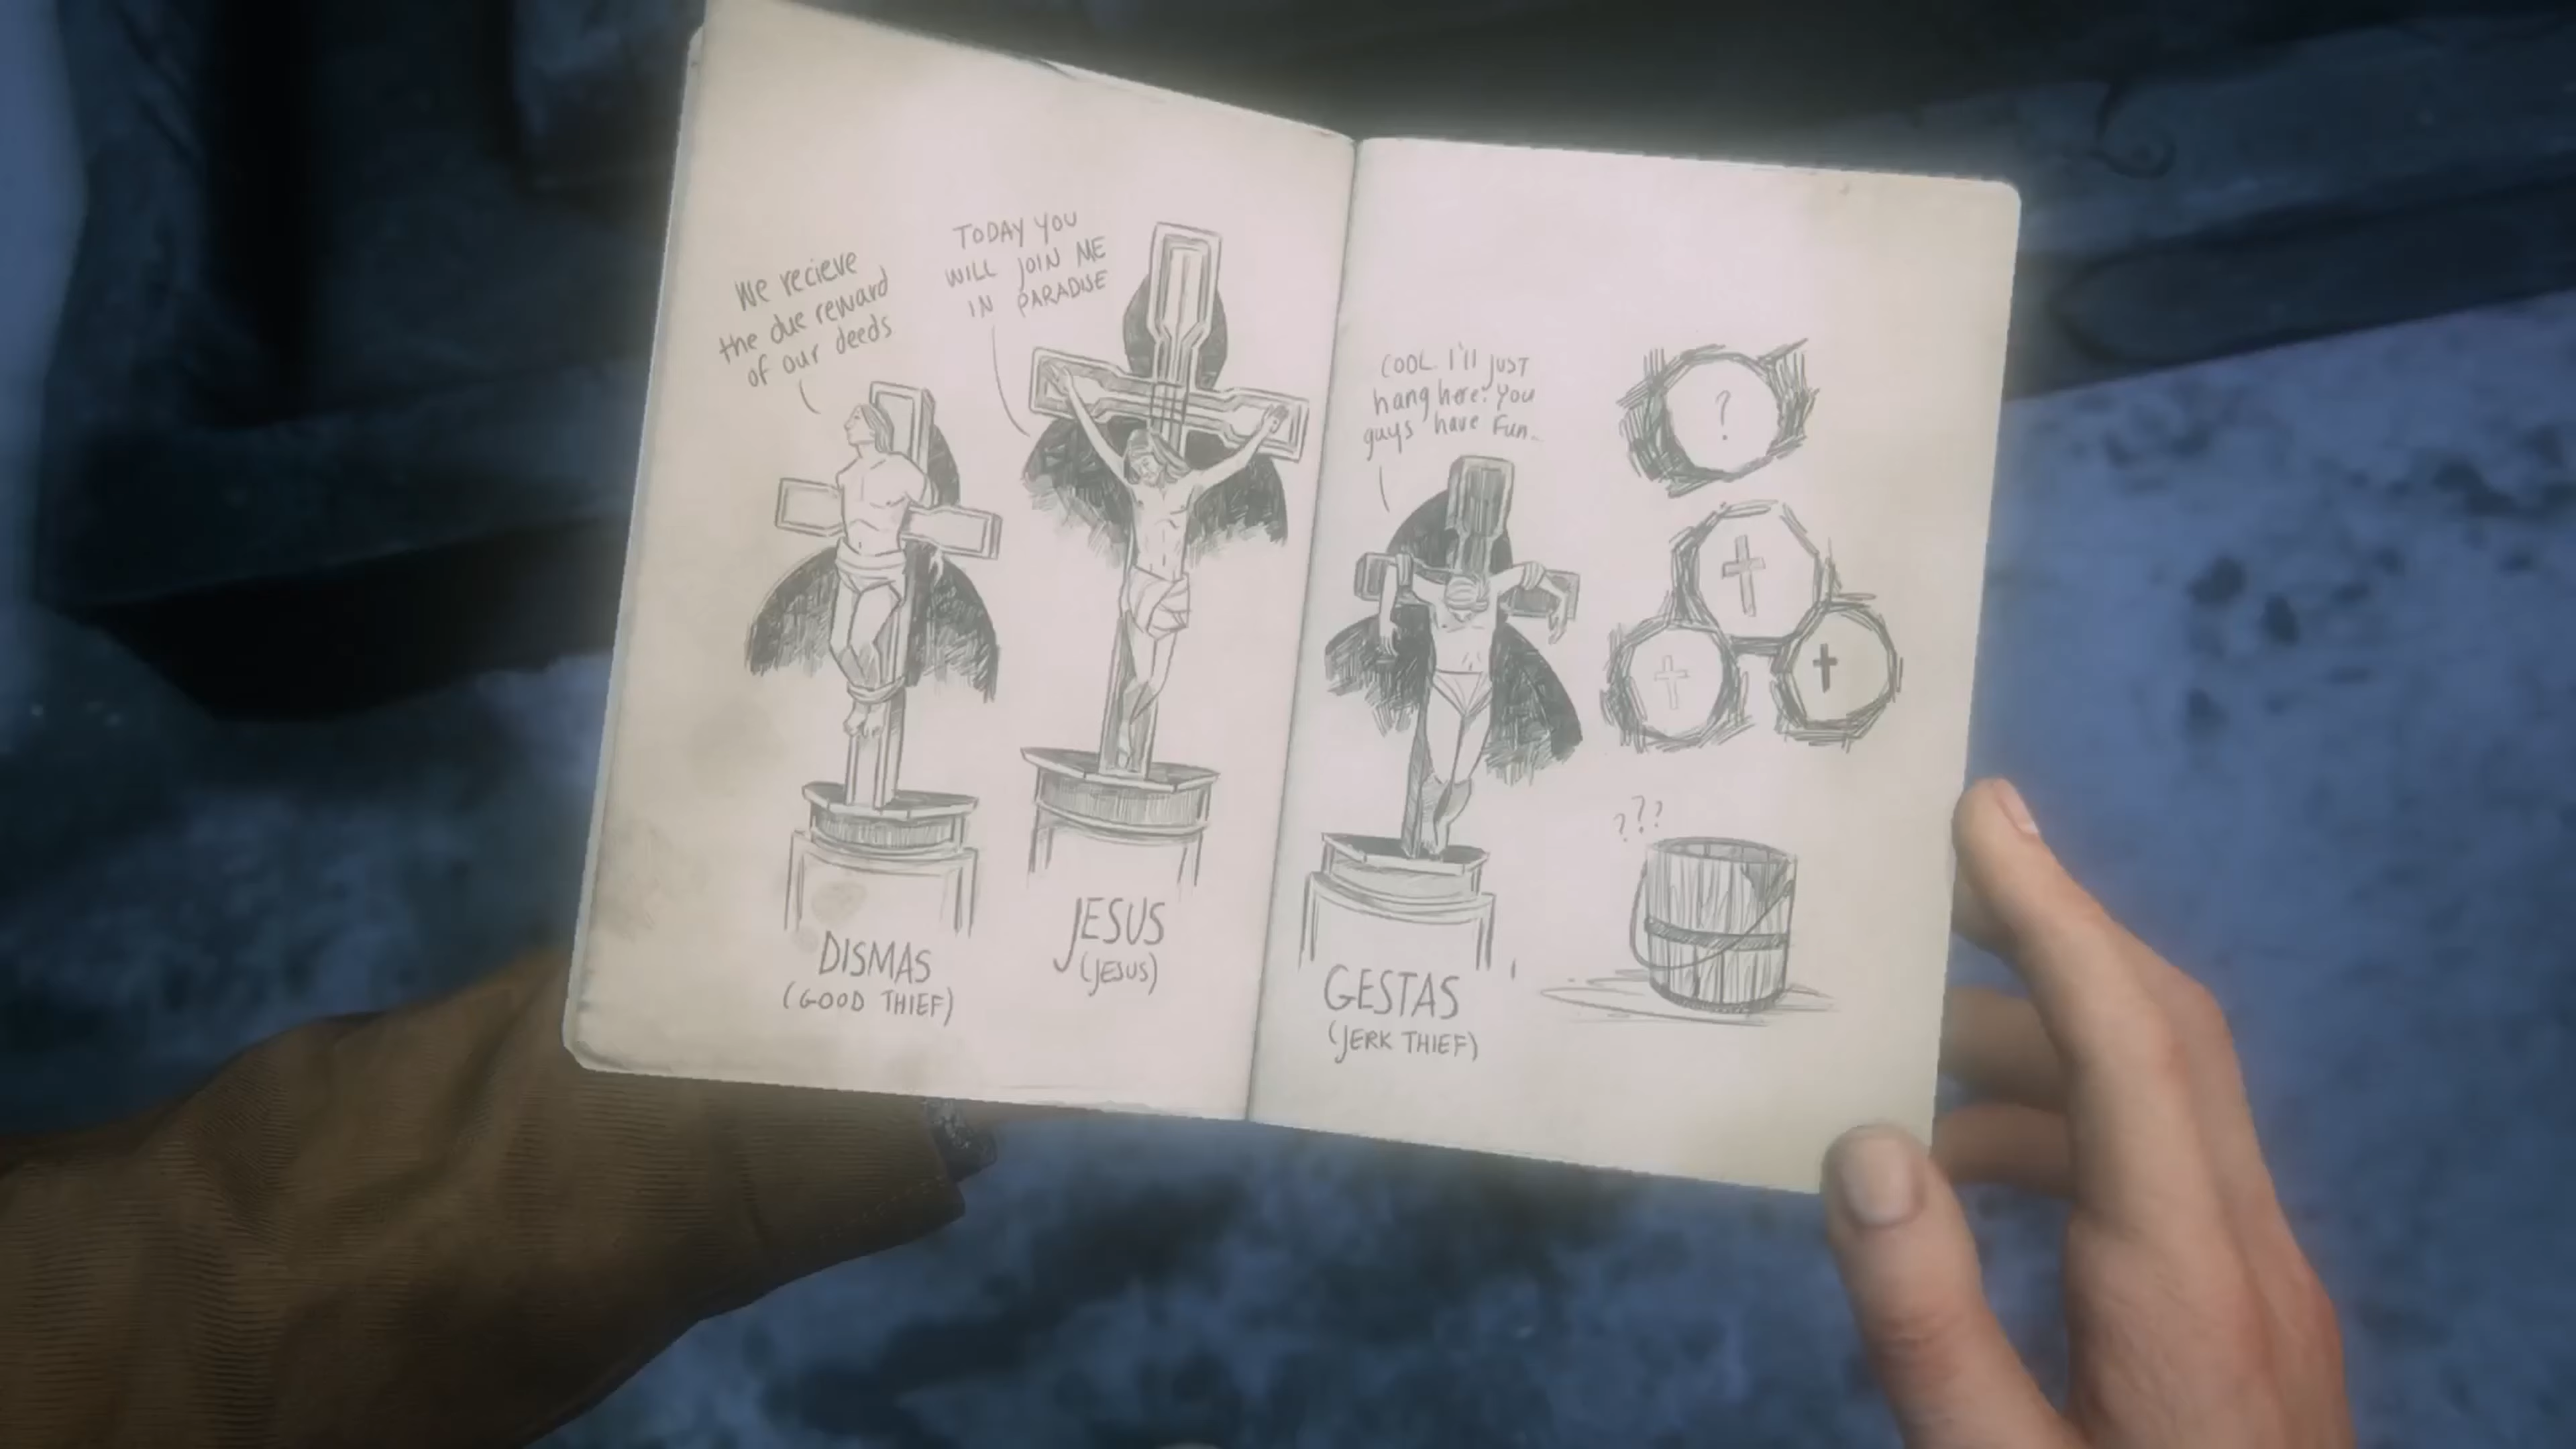 We recieve
the due reward
of our deeds
TODAY YOU
WILL JOIN ME
IN PARADISE
DISMAS
(GOOD THIEF)
JESUS
(JESUS)
COOL. I'll JUST
hang here. You
guys have Fun.
GESTAS
(JERK THIEF)
?
???